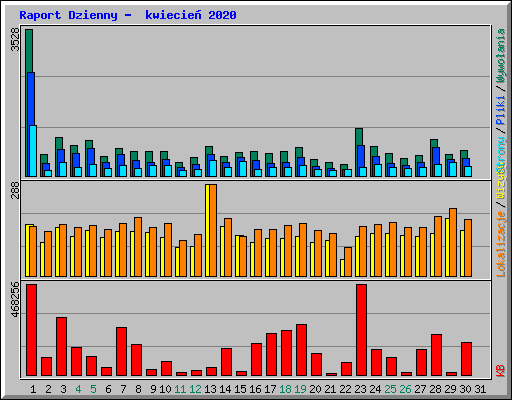 Raport Dzienny - kwiecień 2020
3528
288
468256
Lokalizacje / Wizyty / Strony / Pliki / Wywołania
KB
1 2 3 4 5 6 7 8 9 10 11 12 13 14 15 16 17 18 19 20 21 22 23 24 25 26 27 28 29 30 31